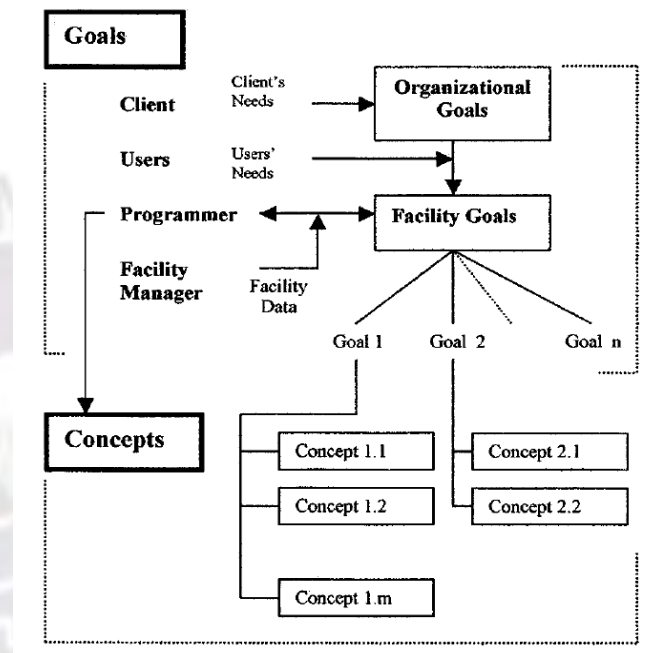 Goals
Client's
Needs
Client
Organizational
Goals
Users
Users'
Needs
Programmer
Facility Goals
Facility
Manager
Facility
Data
Goal 1
Goal 2
Goal n
Concepts
Concept 1.1
Concept 2.1
Concept 1.2
Concept 2.2
Concept 1.m